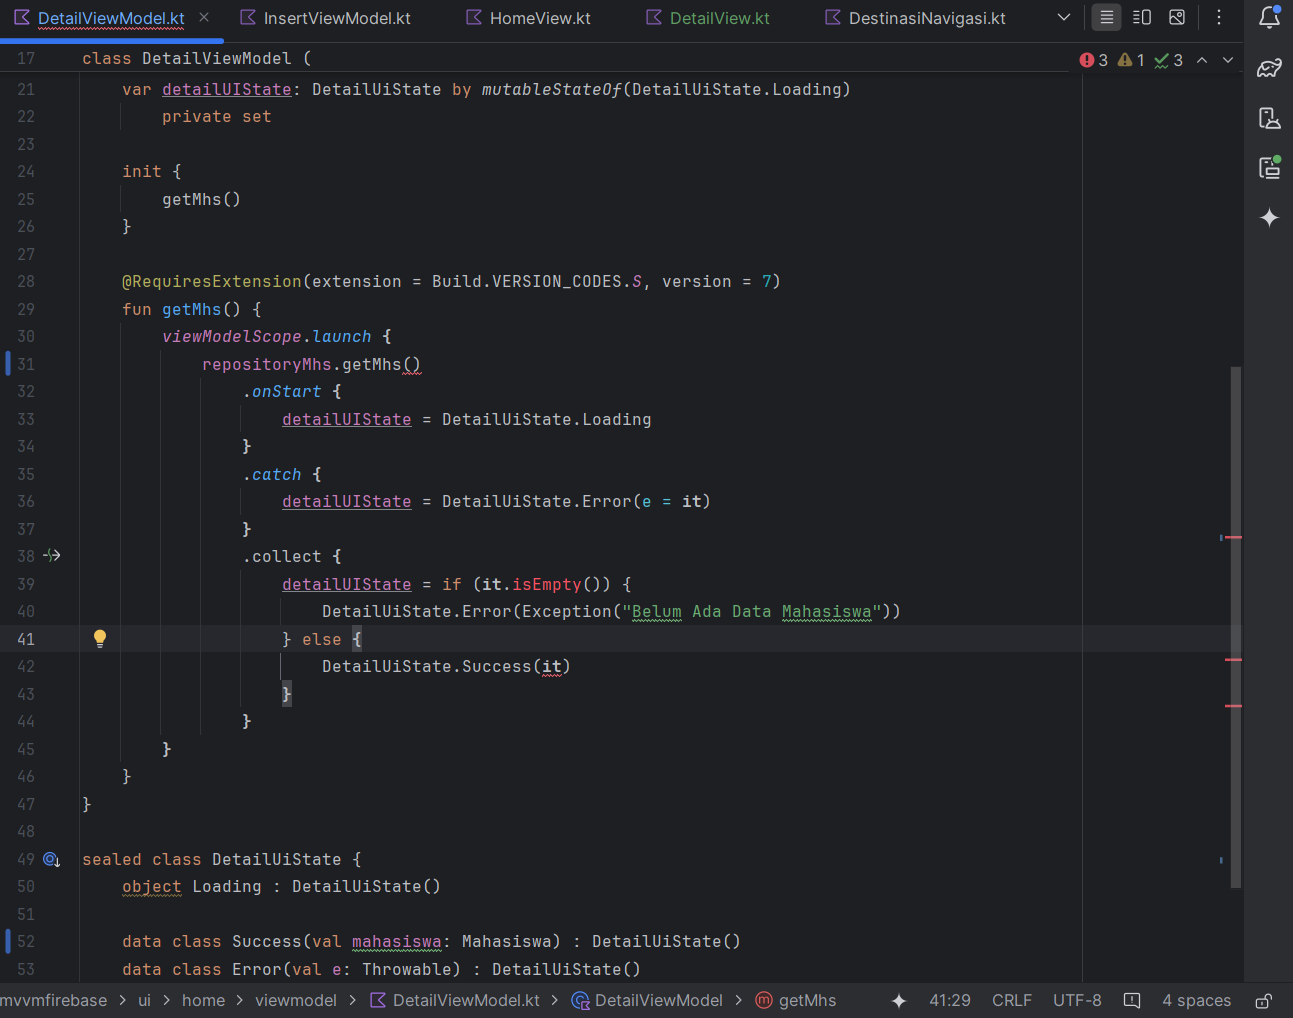 DetailViewModel.kt InsertViewModel.kt HomeView.kt DetailView.kt DestinasiNavigasi.kt
17 class DetailViewModel ( 3 1 3
21 var detailUIState: DetailUiState by mutableStateOf(DetailUiState.Loading)
22 private set
23
24 init {
25 getMhs()
26 }
27
28 @RequiresExtension(extension = Build.VERSION_CODES.S, version = 7)
29 fun getMhs() {
30 viewModelScope.launch {
31 repositoryMhs.getMhs()
32 .onStart {
33 detailUIState = DetailUiState.Loading
34 }
35 .catch {
36 detailUIState = DetailUiState.Error(e = it)
37 }
38 .collect {
39 detailUIState = if (it.isEmpty()) {
40 DetailUiState.Error(Exception("Belum Ada Data Mahasiswa"))
41 } else {
42 DetailUiState.Success(it)
43 }
44 }
45 }
46 }
47 }
48
49 sealed class DetailUiState {
50 object Loading : DetailUiState()
51
52 data class Success(val mahasiswa: Mahasiswa) : DetailUiState()
53 data class Error(val e: Throwable) : DetailUiState()
mvvmfirebase > ui > home > viewmodel > DetailViewModel.kt > DetailViewModel > getMhs 41:29 CRLF UTF-8 4 spaces